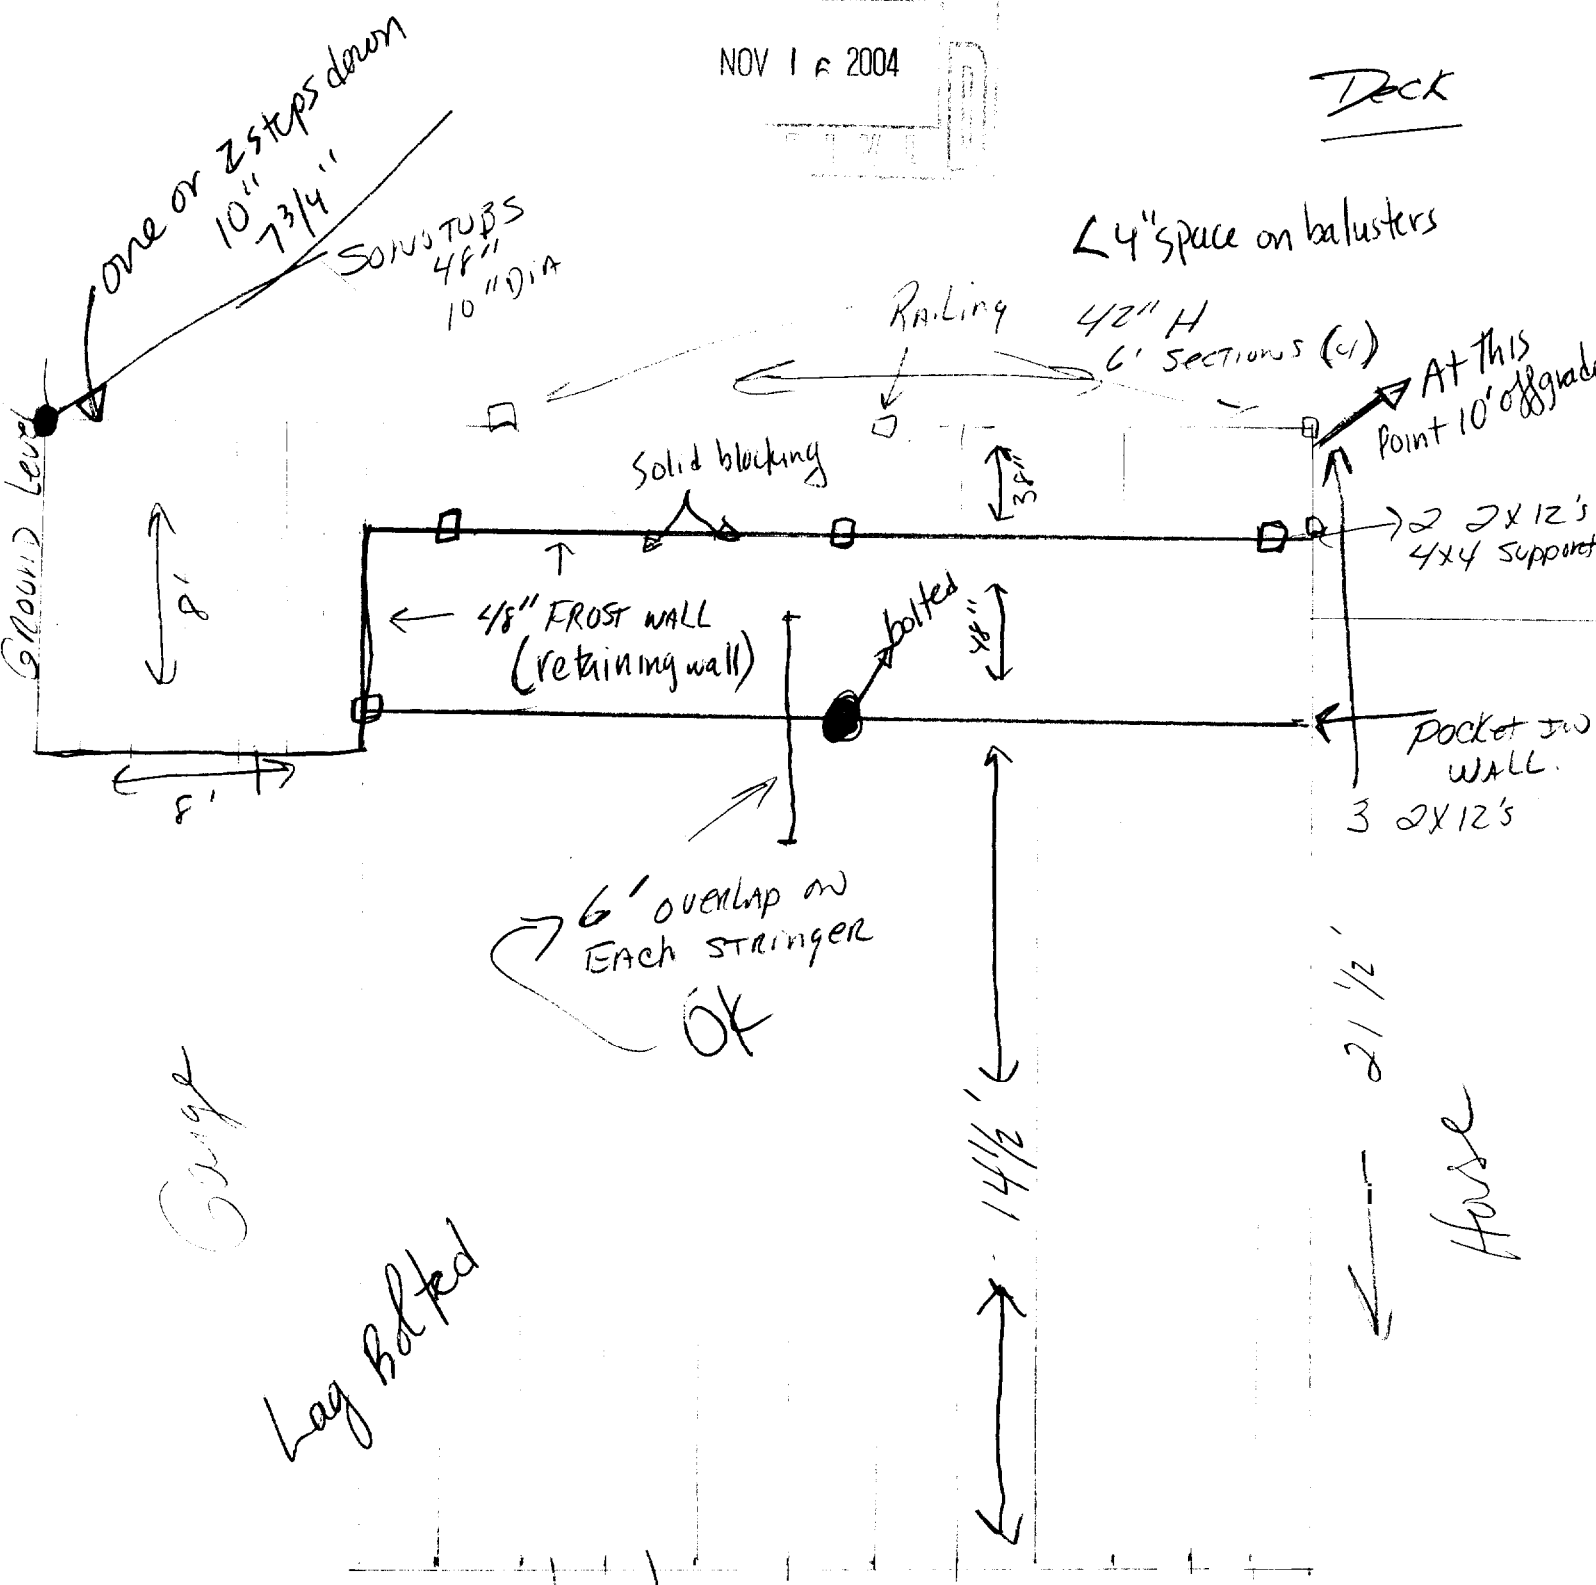 NOV 1 6 2004
Deck
one or 2 steps down
10"
7 3/4"
SONOTUBS
48"
10" DIA
<4" space on balusters
Railing
42" H
6' SECTIONS (4)
At this
Point 10' off grade
Ground Level
8'
8'
Solid blocking
38"
2 2X12's
4x4 Support
48" FROST WALL
(retaining wall)
bolted
48"
Pocket IN
WALL.
3 2X12's
6' OVERLAP ON
EACH STRINGER
OK
14 1/2'
21 1/2'
Garage
House
Lag Bolted